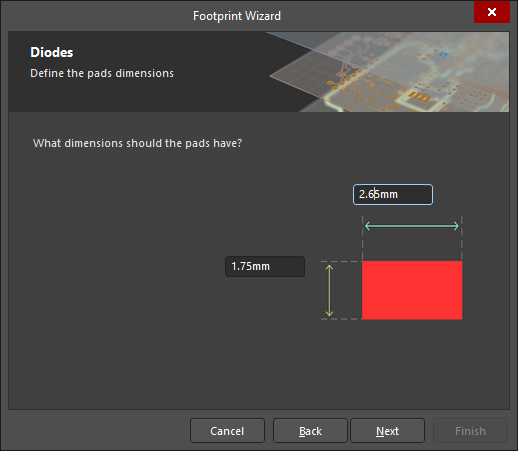 Footprint Wizard
Diodes
Define the pads dimensions
What dimensions should the pads have?
2.65mm
1.75mm
Cancel
Back
Next
Finish